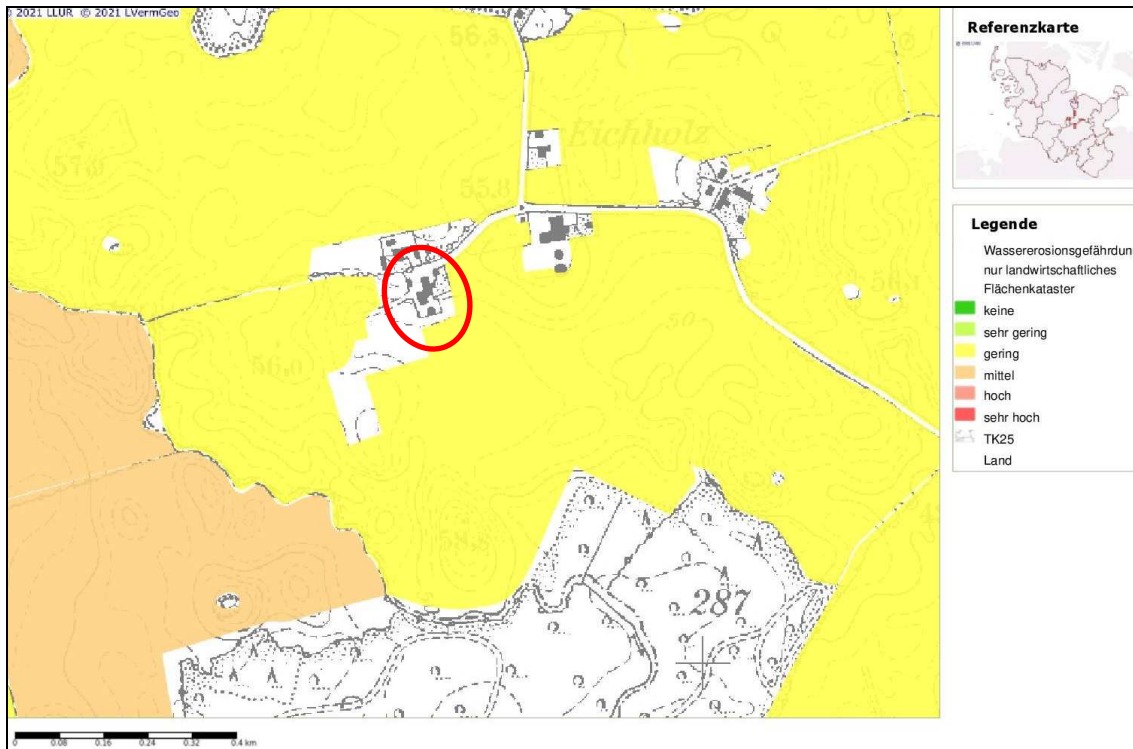 © 2021 LLUR © 2021 LVermGeo
56,3
Eichholz
57,9
55,8
56,1
50
56,0
58,8
287
0 0.08 0.16 0.24 0.32 0.4 km
Referenzkarte
Legende
Wassererosionsgefährdun
nur landwirtschaftliches
Flächenkataster
keine
sehr gering
gering
mittel
hoch
sehr hoch
TK25
Land